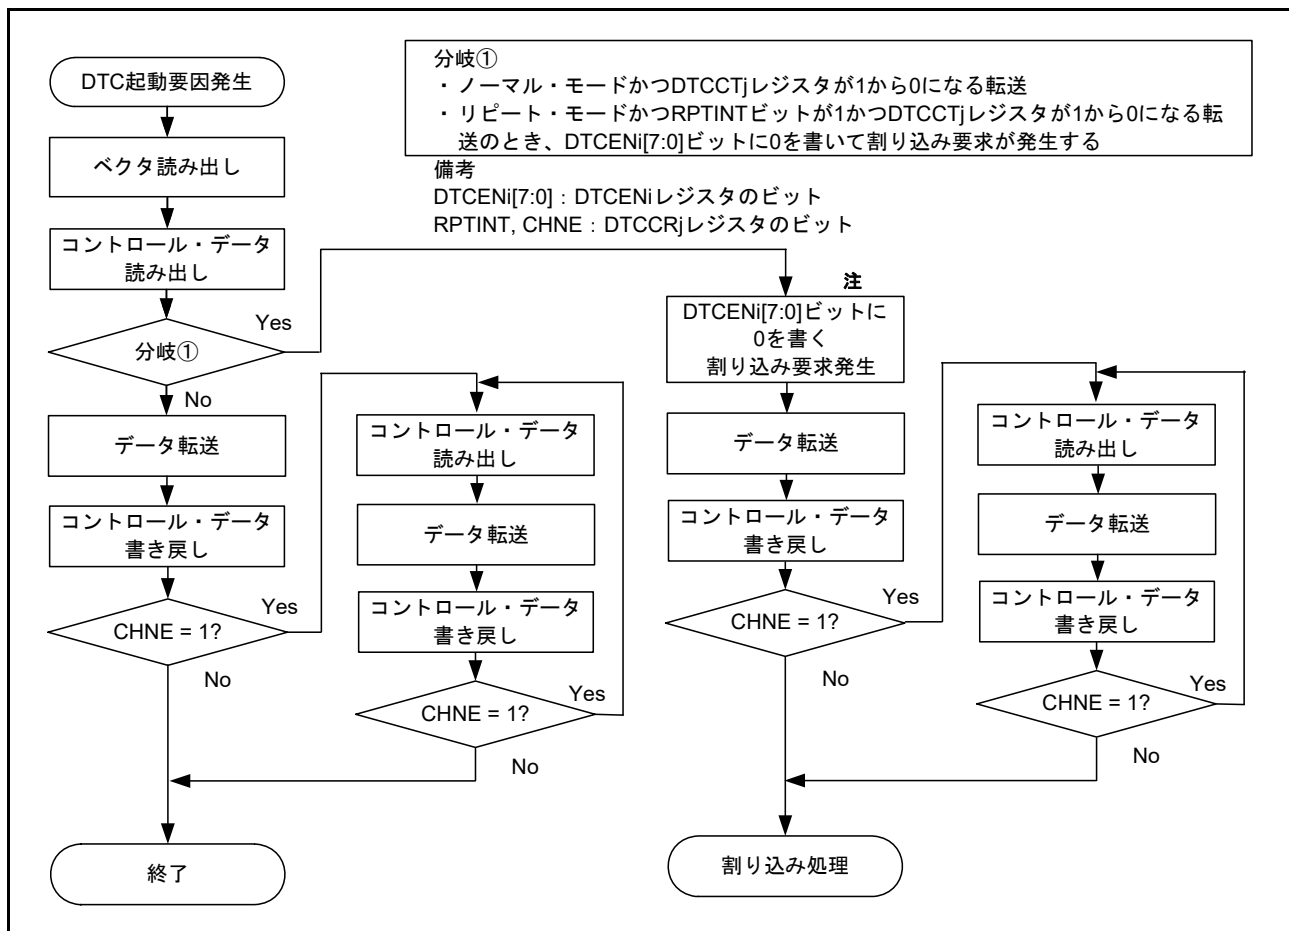 分岐①
・ノーマル・モードかつDTCCTjレジスタが1から0になる転送
・リピート・モードかつRPTINTビットが1かつDTCCTjレジスタが1から0になる転
送のとき、DTCENi[7:0]ビットに0を書いて割り込み要求が発生する
備考
DTCENi[7:0]：DTCENiレジスタのビット
RPTINT, CHNE：DTCCRjレジスタのビット
DTC起動要因発生
ベクタ読み出し
コントロール・データ
読み出し
分岐①
Yes
No
データ転送
コントロール・データ
書き戻し
CHNE = 1?
Yes
No
コントロール・データ
読み出し
データ転送
コントロール・データ
書き戻し
CHNE = 1?
Yes
No
終了
注
DTCENi[7:0]ビットに
0を書く
割り込み要求発生
データ転送
コントロール・データ
書き戻し
CHNE = 1?
Yes
No
コントロール・データ
読み出し
データ転送
コントロール・データ
書き戻し
CHNE = 1?
Yes
No
割り込み処理